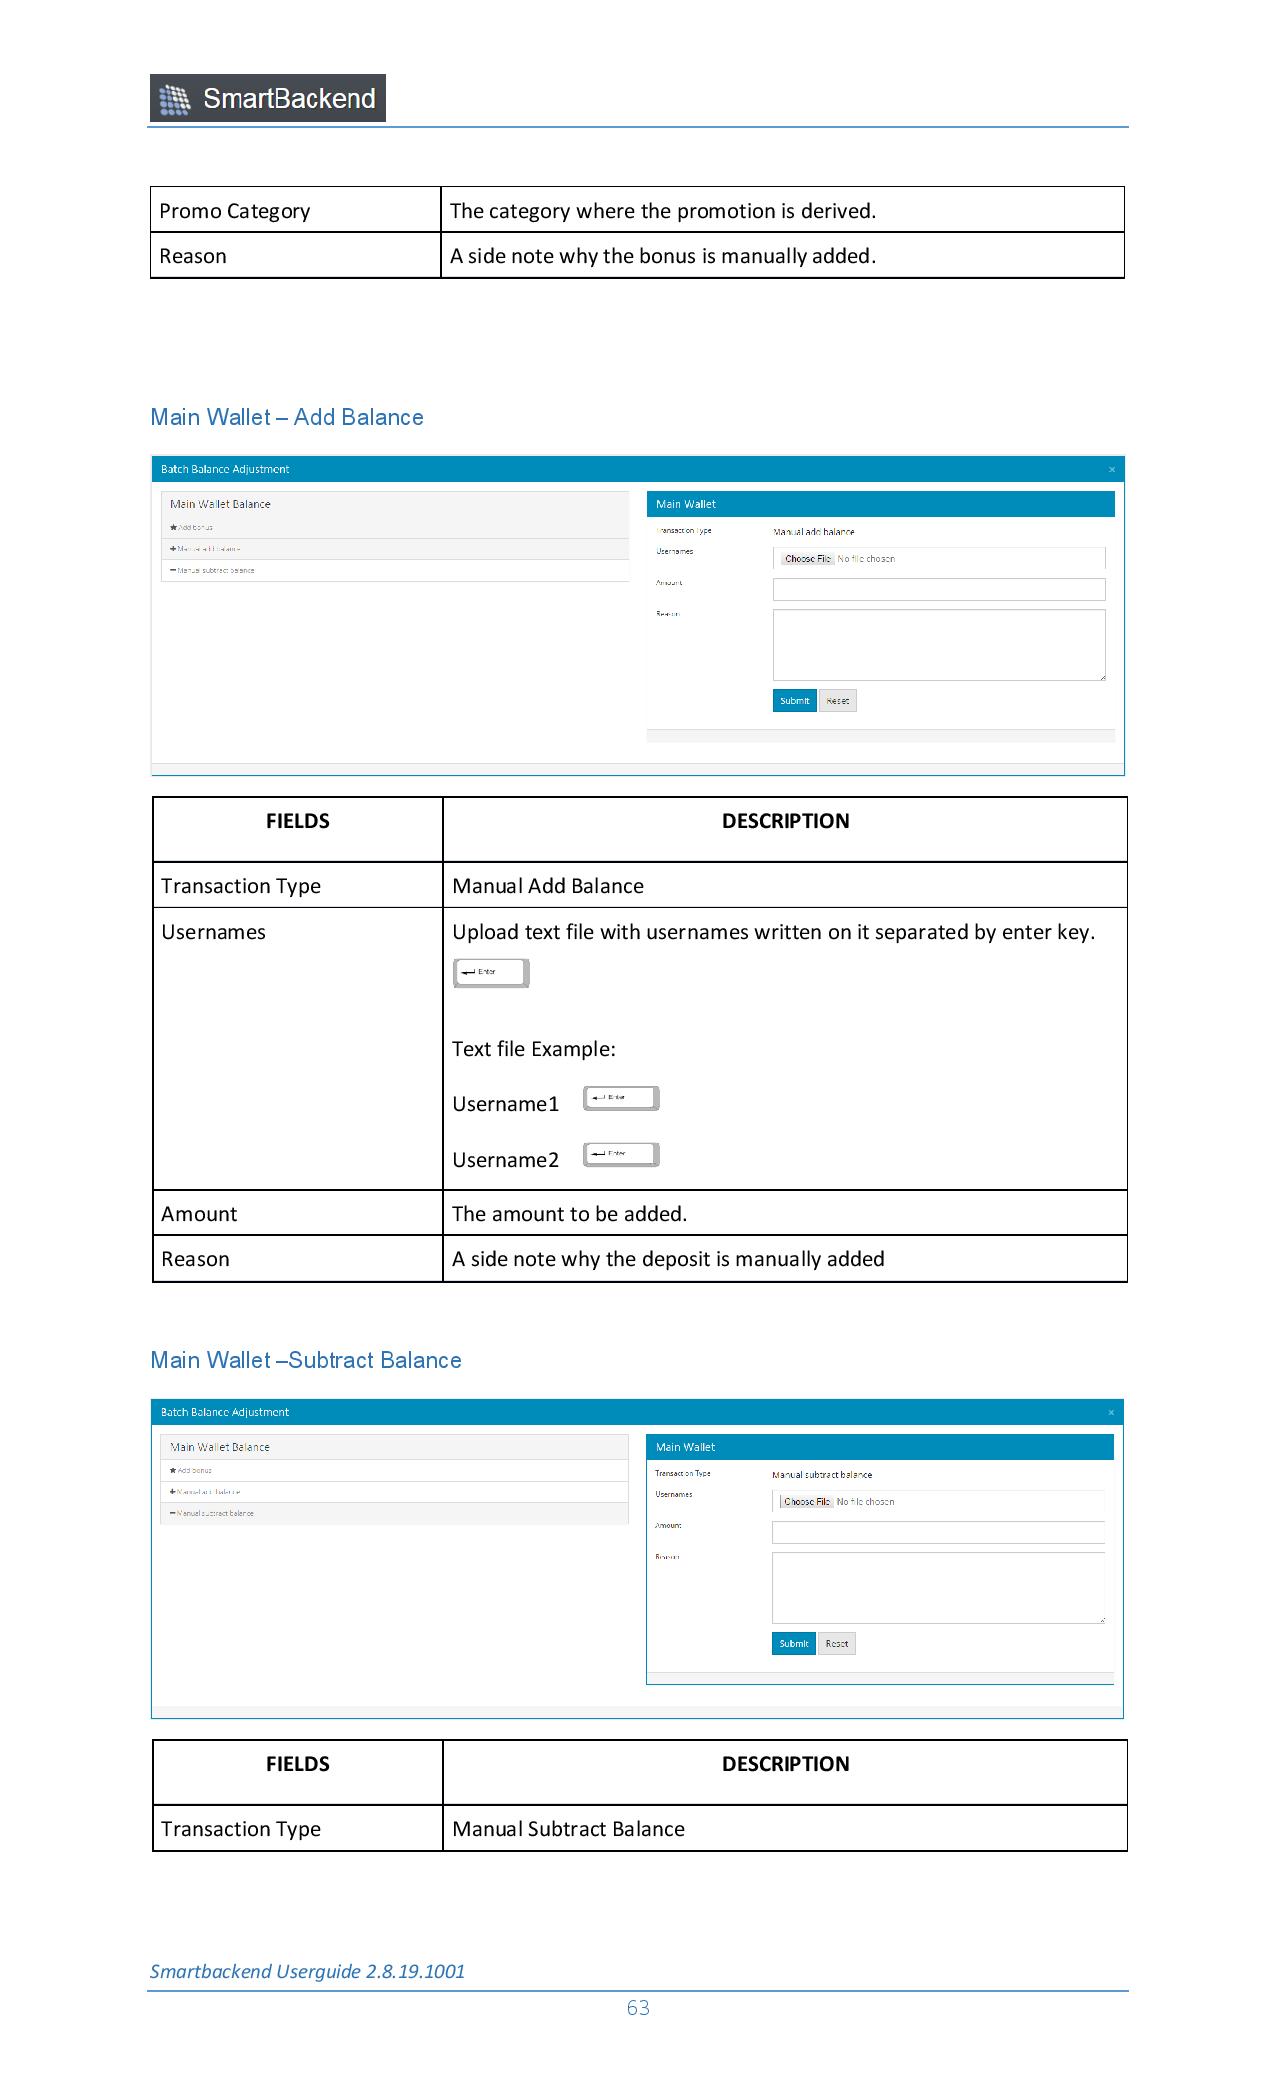 SmartBackend
Promo Category The category where the promotion is derived.
Reason A side note why the bonus is manually added.
Main Wallet – Add Balance
Batch Balance Adjustment ×
Main Wallet Balance
Add bonus
Manual add balance
Manual subtract balance
Main Wallet
Transaction Type Manual add balance
Usernames Choose File No file chosen
Amount
Reason
Submit Reset
FIELDS DESCRIPTION
Transaction Type Manual Add Balance
Usernames Upload text file with usernames written on it separated by enter key.
Enter
Text file Example:
Username1 Enter
Username2 Enter
Amount The amount to be added.
Reason A side note why the deposit is manually added
Main Wallet –Subtract Balance
Batch Balance Adjustment ×
Main Wallet Balance
Add bonus
Manual add balance
Manual subtract balance
Main Wallet
Transaction Type Manual subtract balance
Usernames Choose File No file chosen
Amount
Reason
Submit Reset
FIELDS DESCRIPTION
Transaction Type Manual Subtract Balance
Smartbackend Userguide 2.8.19.1001
63